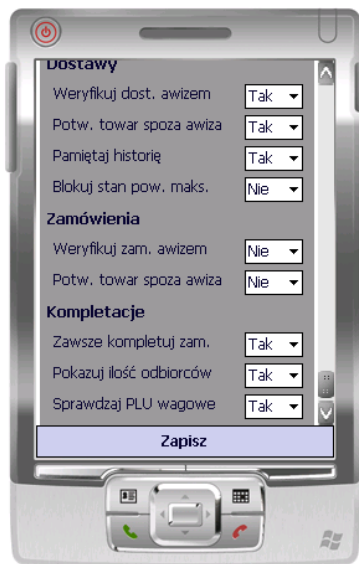 Dostawy
Weryfikuj dost. awizem Tak
Potw. towar spoza awiza Tak
Pamiętaj historię Tak
Blokuj stan pow. maks. Nie
Zamówienia
Weryfikuj zam. awizem Nie
Potw. towar spoza awiza Nie
Kompletacje
Zawsze kompletuj zam. Tak
Pokazuj ilość odbiorców Tak
Sprawdzaj PLU wagowe Tak
Zapisz